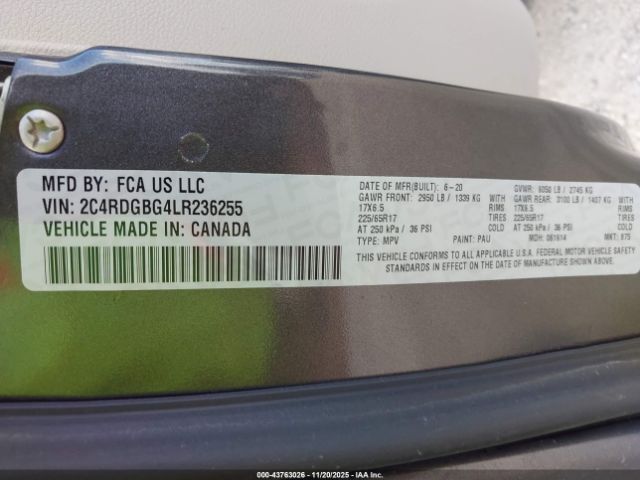 MFD BY: FCA US LLC
VIN: 2C4RDGBG4LR236255
VEHICLE MADE IN: CANADA
DATE OF MFR(BUILT): 6-20 GVWR: 6050 LB / 2745 KG
GAWR FRONT: 2950 LB / 1339 KG WITH GAWR REAR: 3100 LB / 1407 KG WITH
17X6.5 RIMS 17X6.5 RIMS
225/65R17 TIRES 225/65R17 TIRES
AT 250 kPa / 36 PSI COLD AT 250 kPa / 36 PSI COLD
TYPE: MPV PAINT: PAU MDH: 061614 MKT: 875
THIS VEHICLE CONFORMS TO ALL APPLICABLE U.S.A. FEDERAL MOTOR VEHICLE SAFETY
STANDARDS IN EFFECT ON THE DATE OF MANUFACTURE SHOWN ABOVE.
000-43763026 - 11/20/2025 - IAAI.com